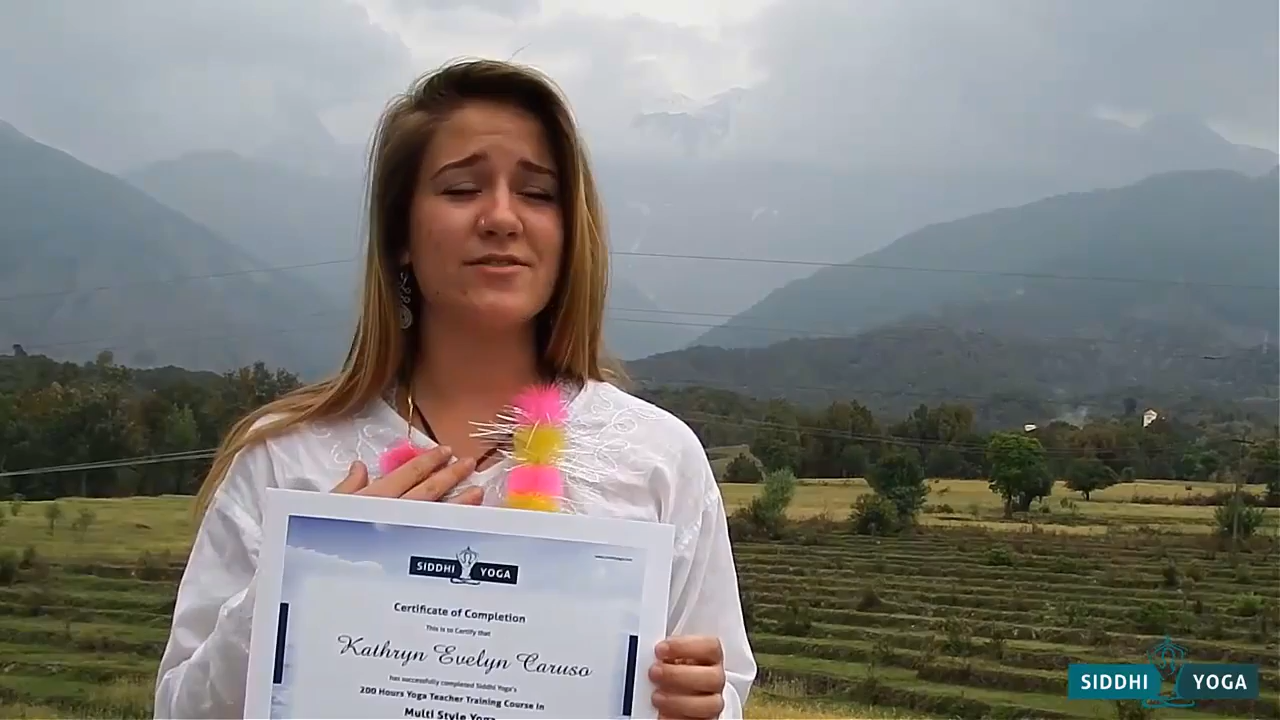 SIDDHI YOGA
Certificate of Completion
This is to Certify that
Kathryn Evelyn Caruso
has successfully completed Siddhi Yoga's
200 Hours Yoga Teacher Training Course in
Multi Style Yoga
SIDDHI YOGA